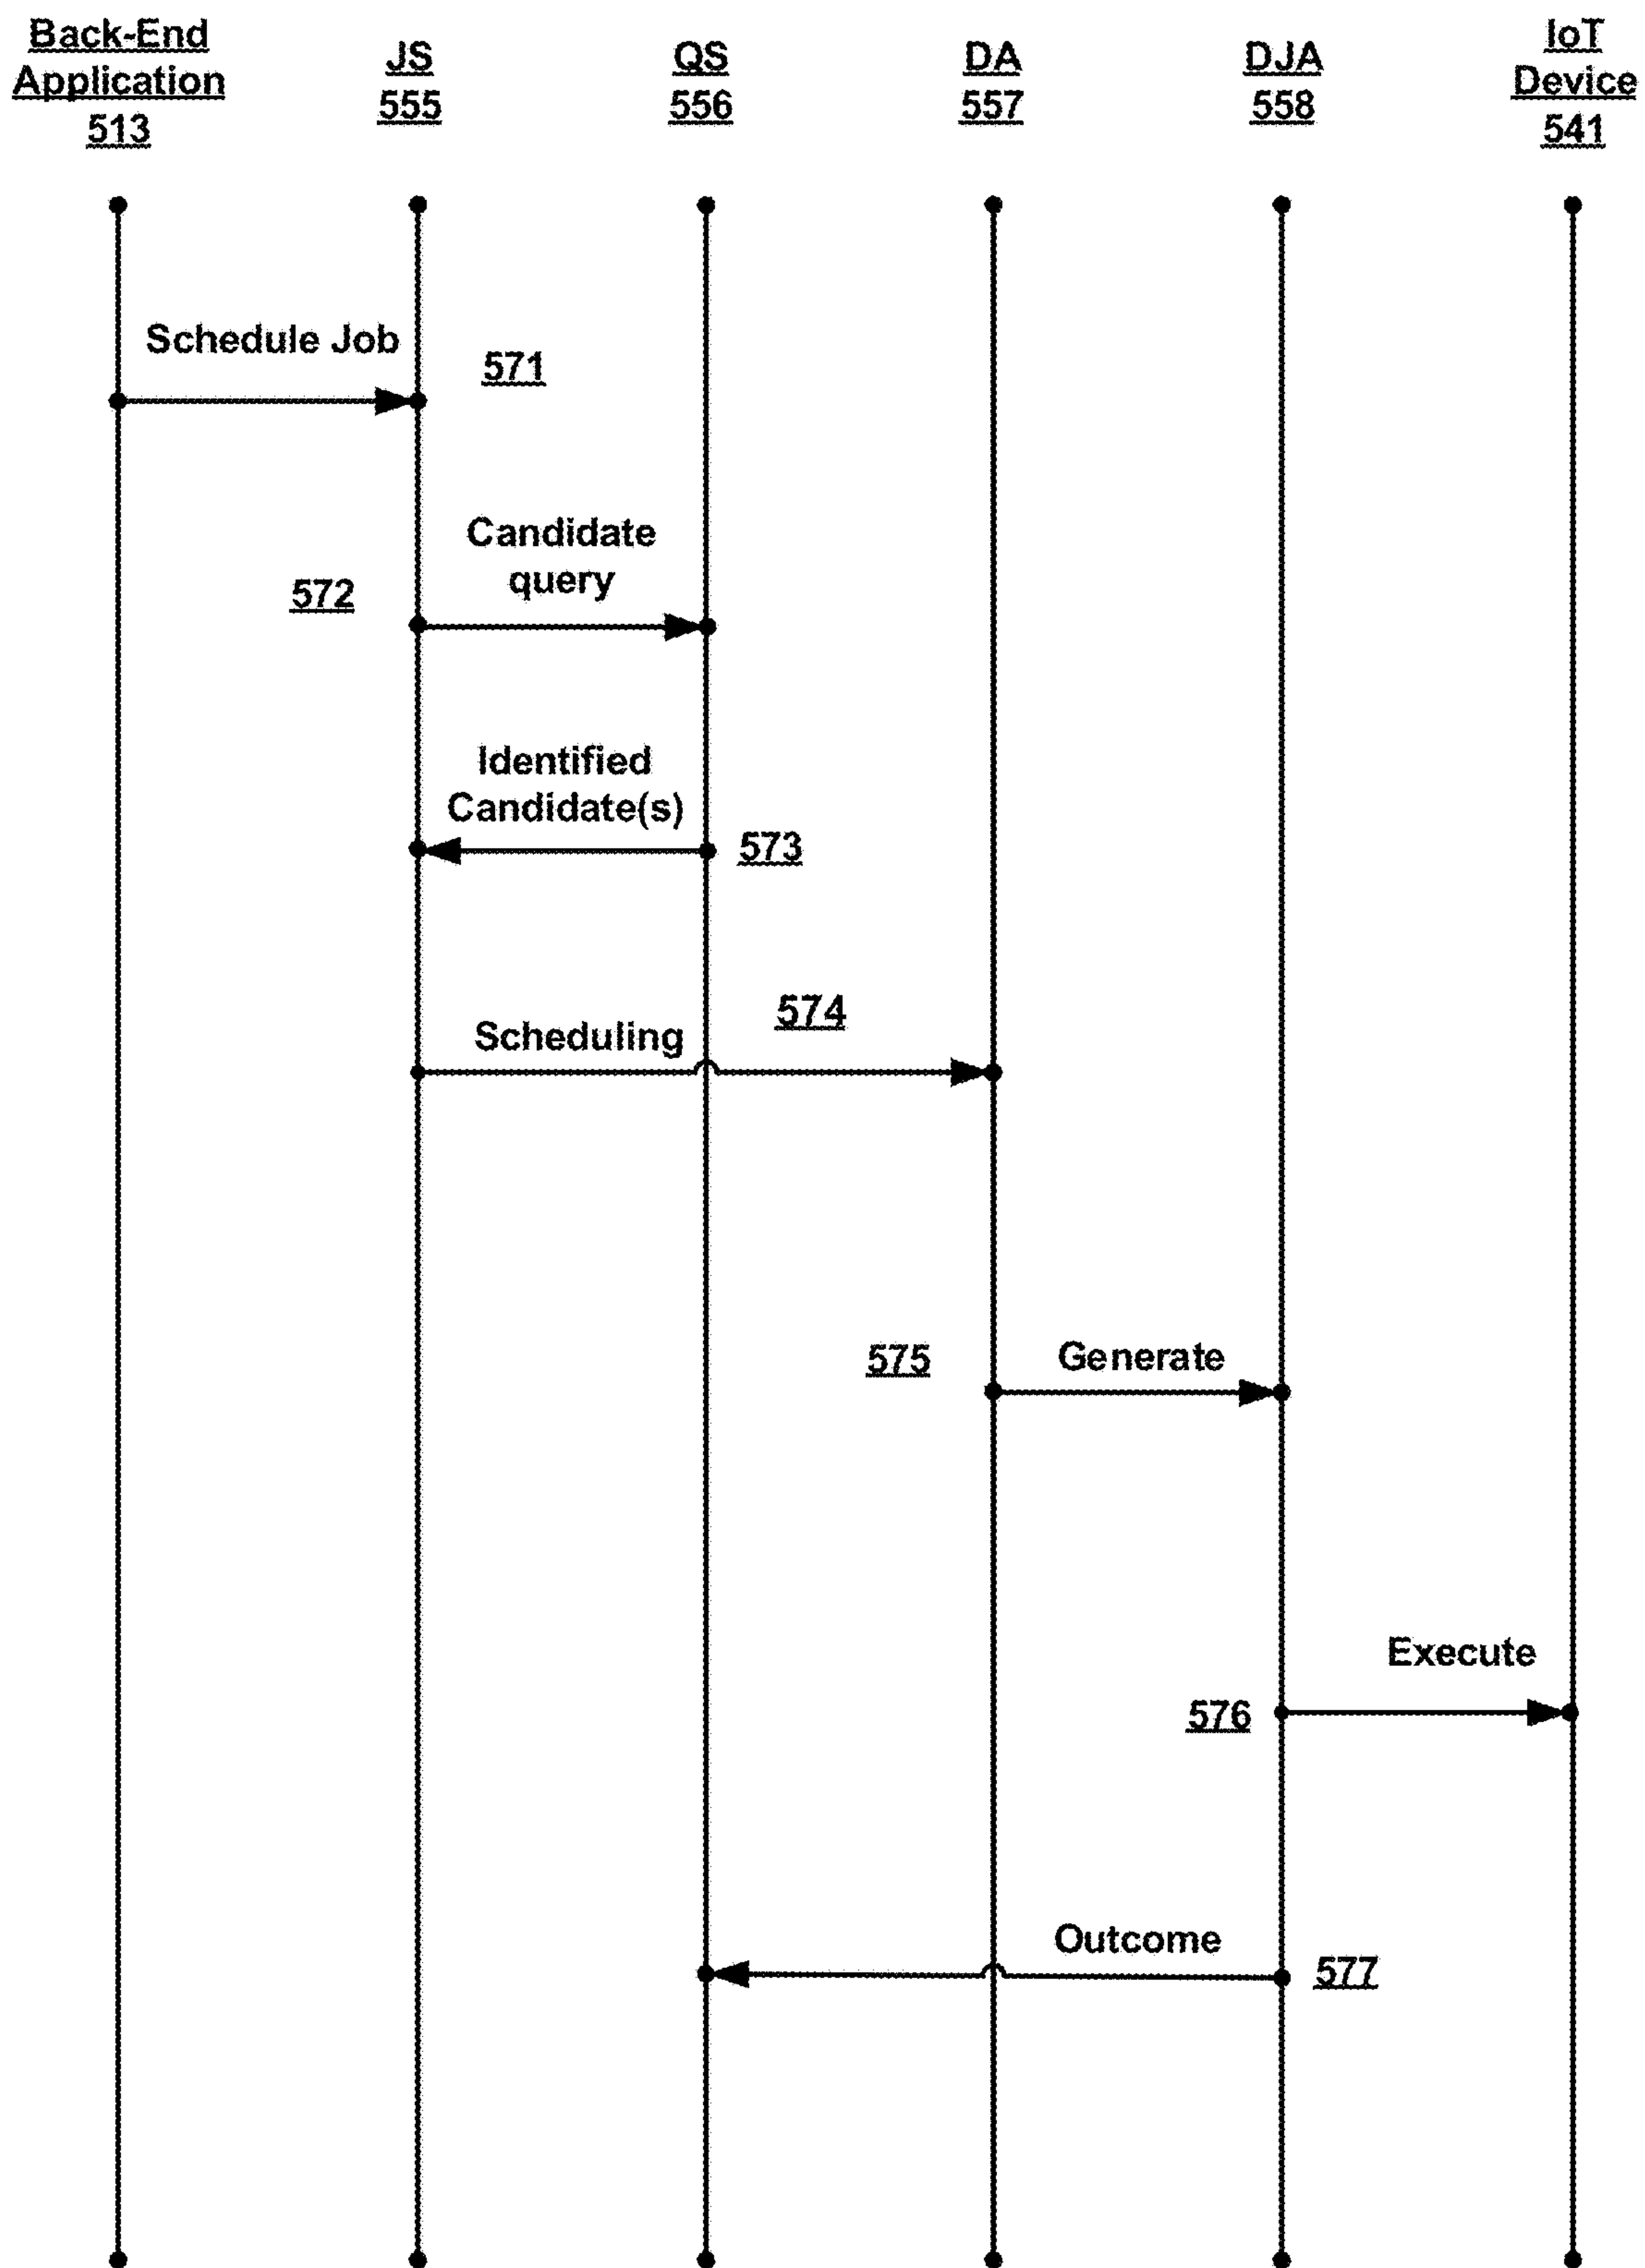 Back-End
Application
513
JS
555
QS
556
DA
557
DJA
558
IoT
Device
541
Schedule Job
571
Candidate
query
572
Identified
Candidate(s)
573
574
Scheduling
575
Generate
Execute
576
Outcome
577